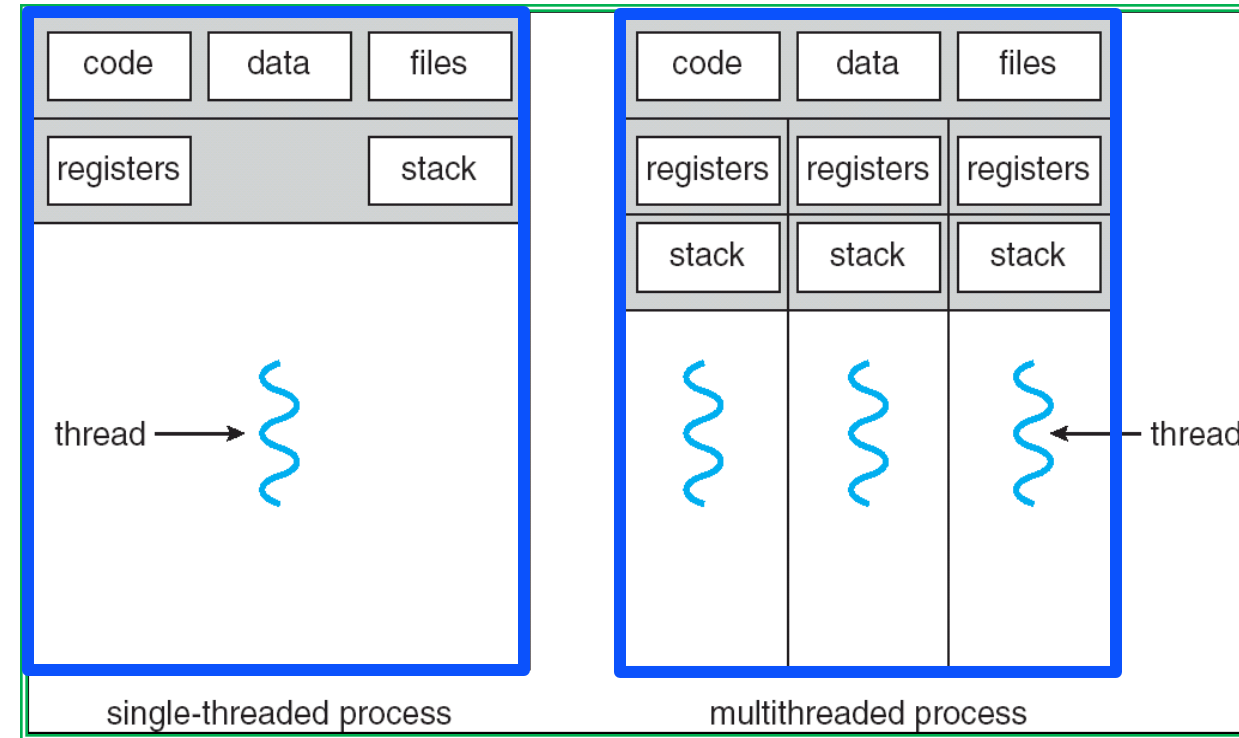 code data files code data files
registers stack registers registers registers
stack stack stack
thread thread
single-threaded process multithreaded process